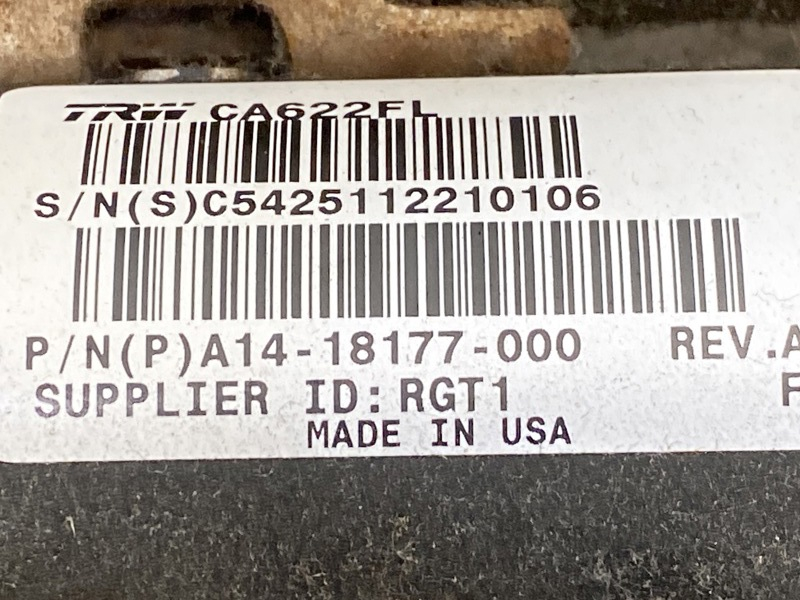 TRW CA622FL
S/N(S)C5425112210106
P/N(P)A14-18177-000 REV.A
SUPPLIER ID:RGT1 F
MADE IN USA